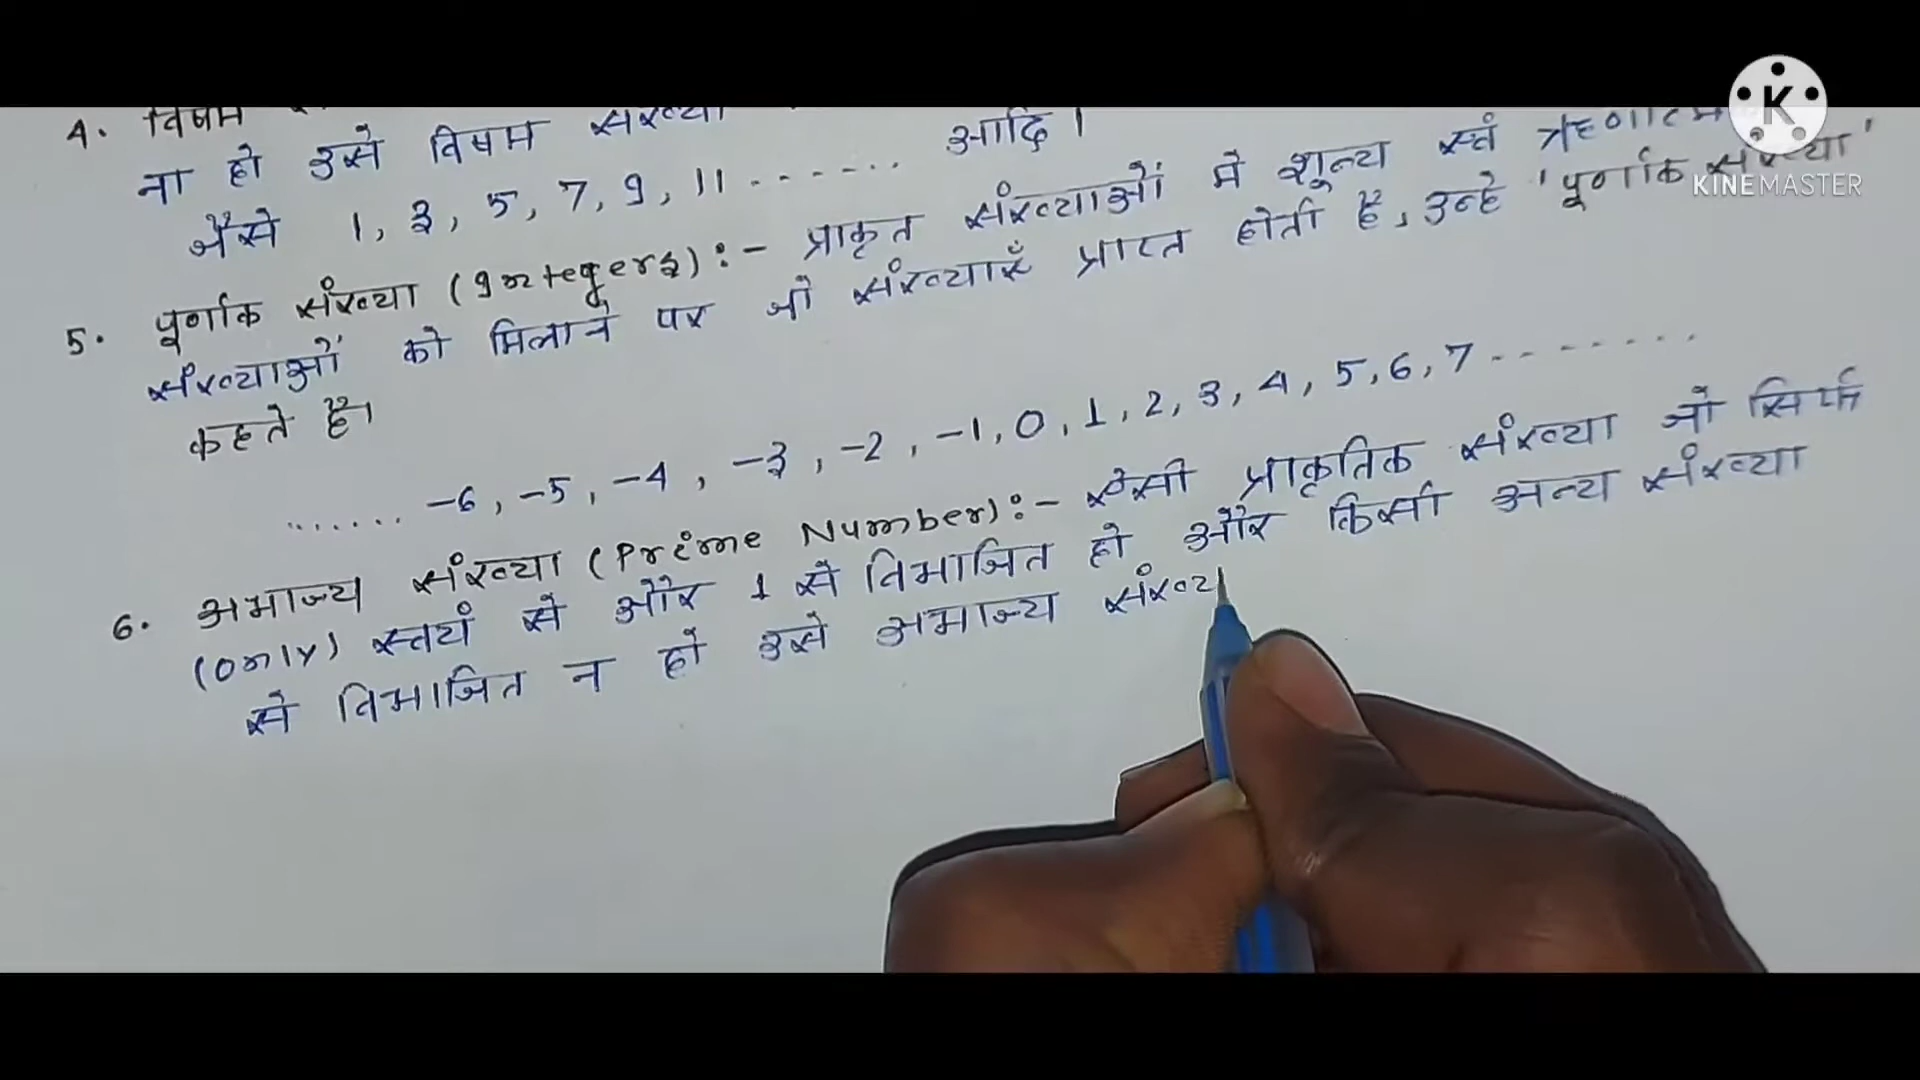 4. विषम
ना हो उसे विषम संख्या
जैसे 1, 3, 5, 7, 9, 11 ....... आदि।
5. पूर्णाक संख्या (Integers) :- प्राकृत संख्याओं मे शून्य एवं ऋणात्म
संख्याओं को मिलाने पर जो संख्याएँ प्राप्त होती है, उन्हे 'पूर्णाक संख्या'
कहते है।
....... -6, -5, -4, -3, -2, -1, 0, 1, 2, 3, 4, 5, 6, 7 ........
6. अभाज्य संख्या (Prime Number) :- ऐसी प्राकृतिक संख्या जो सिर्फ
(only) स्वयं से और 1 से विभाजित हो और किसी अन्य संख्या
से विभाजित न हो उसे अभाज्य संख्य
K
KINEMASTER